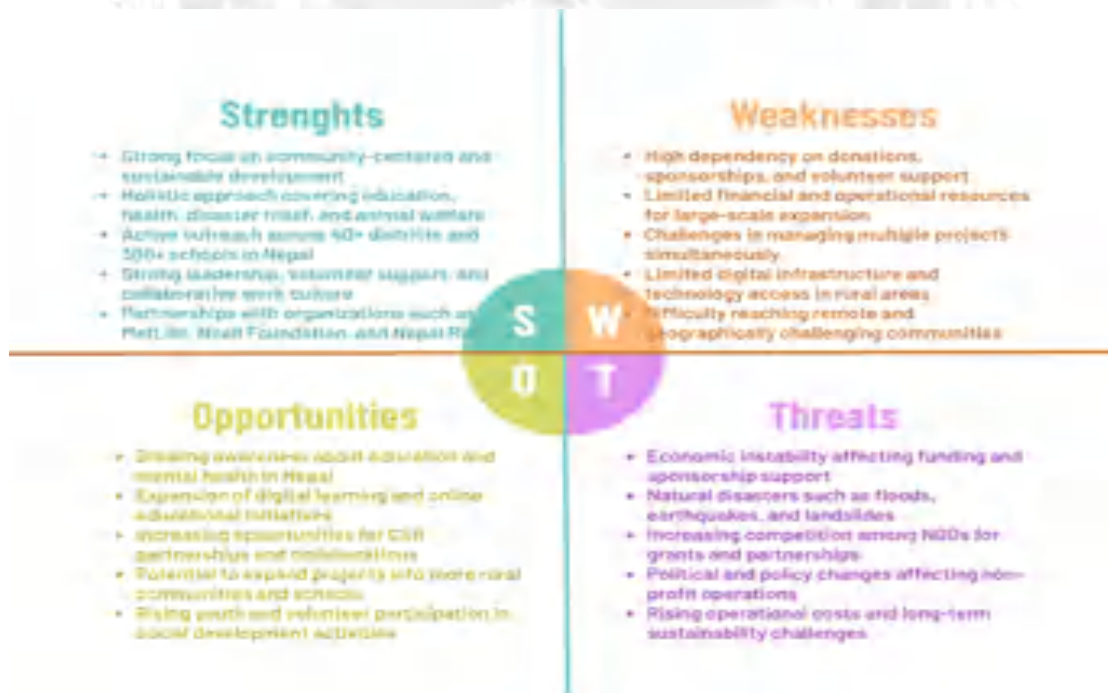 Strenghts
Strong focus on community-centered and
sustainable development
Holistic approach covering education,
health, disaster relief, and animal welfare
Active outreach across 40+ districts and
300+ schools in Nepal
Strong leadership, volunteer support, and
collaborative work culture
Partnerships with organizations such as
MetLife, Foundation, and Nepal
Weaknesses
High dependency on donations,
sponsorships, and volunteer support
Limited financial and operational resources
for large-scale expansion
Challenges in managing multiple projects
simultaneously
Limited digital infrastructure and
technology access in rural areas
Difficulty reaching remote and
geographically challenging communities
S W
O T
Opportunities
Growing awareness about education and
mental health in Nepal
Expansion of digital learning and online
educational initiatives
Increasing opportunities for CSR
partnerships and collaborations
Potential to expand projects into more rural
communities and schools
Rising youth and volunteer participation in
social development activities
Threats
Economic instability affecting funding and
sponsorship support
Natural disasters such as floods,
earthquakes, and landslides
Increasing competition among NGOs for
grants and partnerships
Political and policy changes affecting non-
profit operations
Rising operational costs and long-term
sustainability challenges